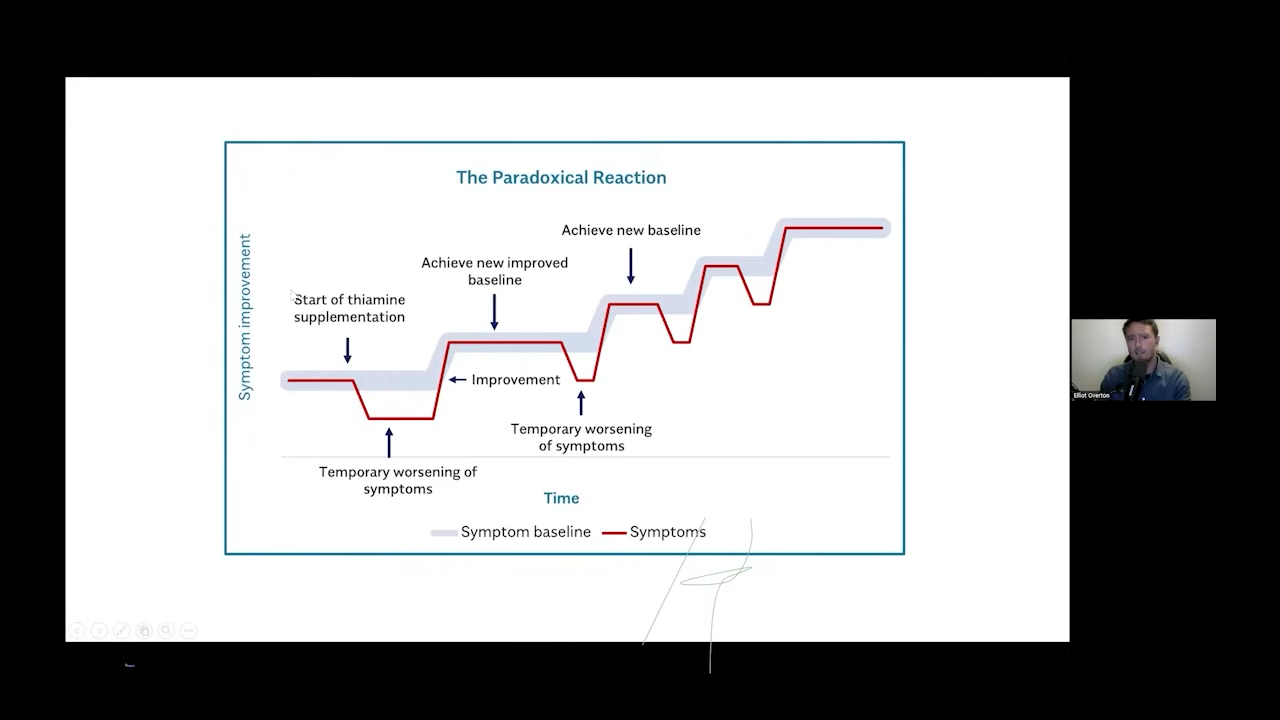 The Paradoxical Reaction
Achieve new baseline
Achieve new improved
baseline
Start of thiamine
supplementation
Symptom improvement
Improvement
Temporary worsening
of symptoms
Temporary worsening of
symptoms
Time
Symptom baseline
Symptoms
Elliot Overton